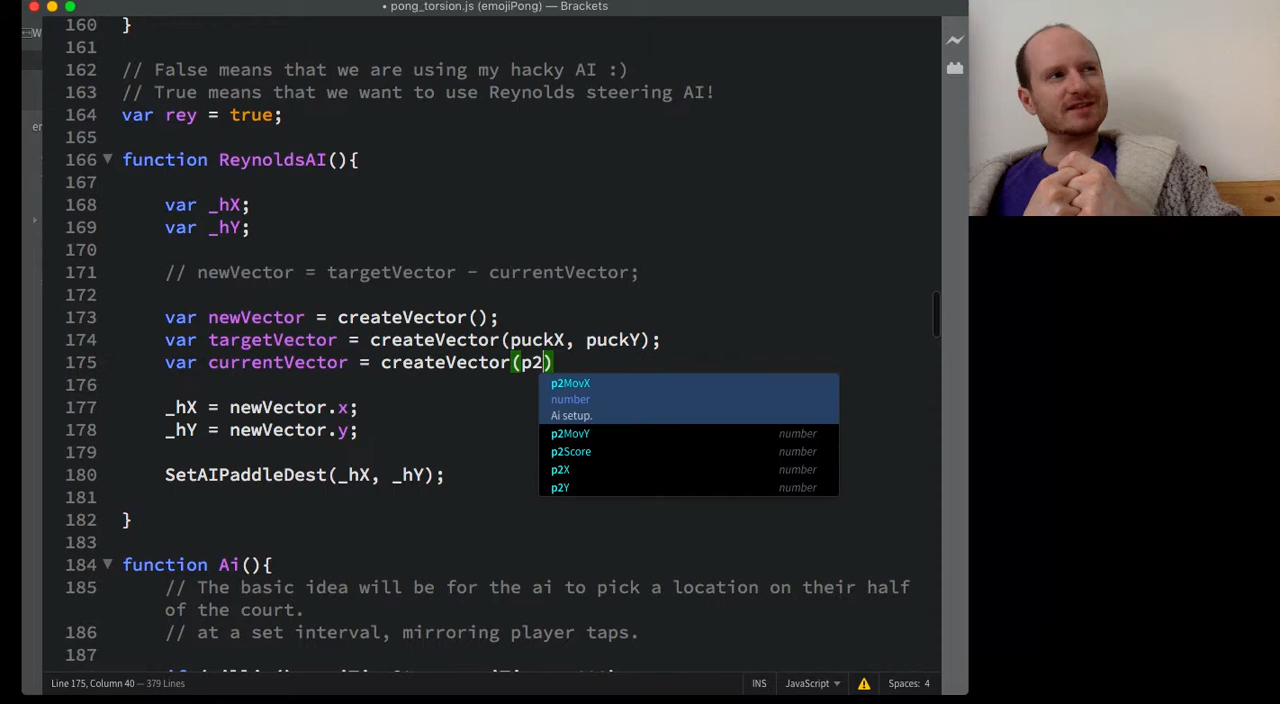 • pong_torsion.js (emojiPong) — Brackets
W
er
160 }
161
162 // False means that we are using my hacky AI :)
163 // True means that we want to use Reynolds steering AI!
164 var rey = true;
165
166 function ReynoldsAI(){
167
168 var _hX;
169 var _hY;
170
171 // newVector = targetVector - currentVector;
172
173 var newVector = createVector();
174 var targetVector = createVector(puckX, puckY);
175 var currentVector = createVector(p2)
176
p2MovX
number
Ai setup.
p2MovY number
p2Score number
p2X number
p2Y number
177 _hX = newVector.x;
178 _hY = newVector.y;
179
180 SetAIPaddleDest(_hX, _hY);
181
182 }
183
184 function Ai(){
185 // The basic idea will be for the ai to pick a location on their half
of the court.
186 // at a set interval, mirroring player taps.
187
Line 175, Column 40 — 379 Lines
INS
JavaScript
Spaces: 4